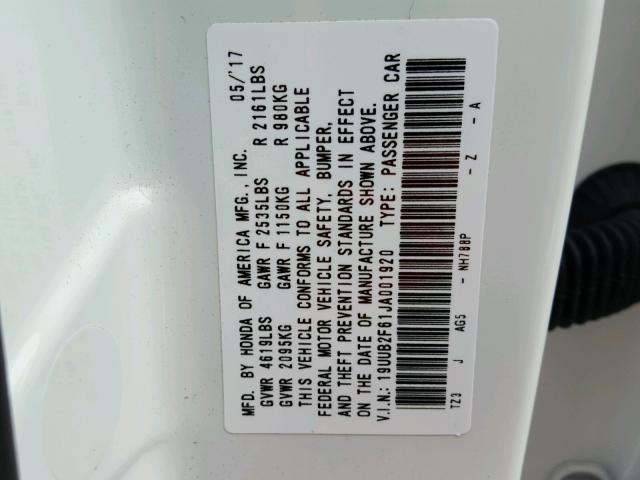 MFD. BY HONDA OF AMERICA MFG., INC. 05/'17
GVWR 4619LBS GAWR F 2535LBS R 2161LBS
GVWR 2095KG GAWR F 1150KG R 980KG
THIS VEHICLE CONFORMS TO ALL APPLICABLE
FEDERAL MOTOR VEHICLE SAFETY, BUMPER,
AND THEFT PREVENTION STANDARDS IN EFFECT
ON THE DATE OF MANUFACTURE SHOWN ABOVE.
V.I.N.: 19UUB2F61JA001920 TYPE: PASSENGER CAR
TZ3 J AG5 - NH788P - Z - A